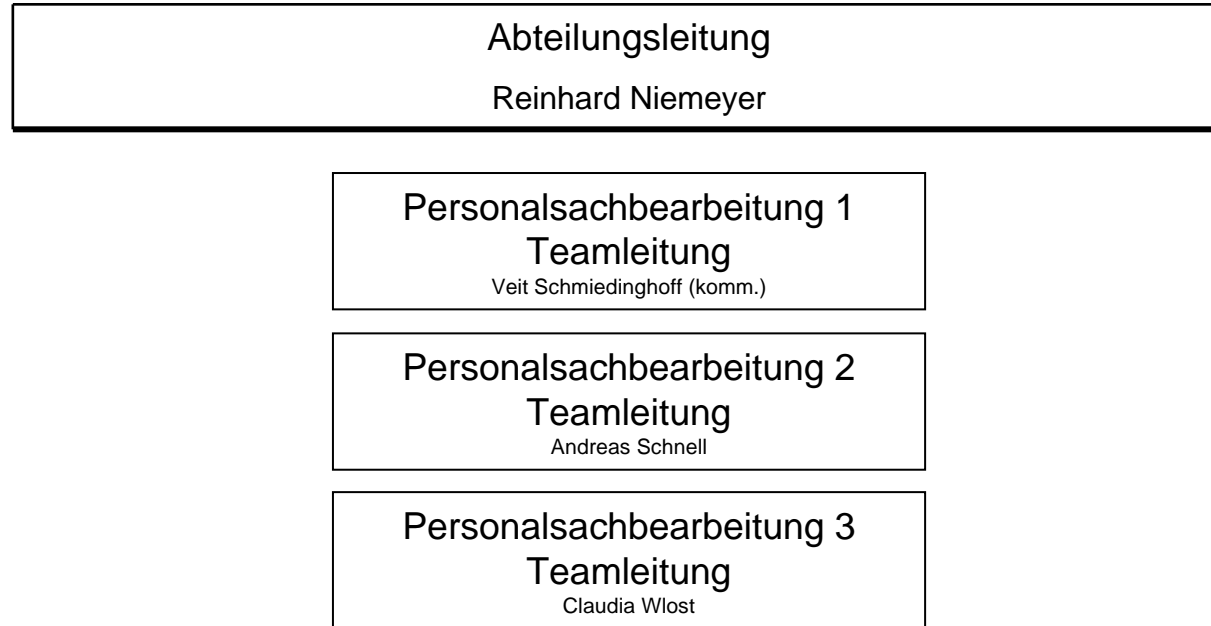 Abteilungsleitung
Reinhard Niemeyer
Personalsachbearbeitung 1
Teamleitung
Veit Schmiedinghoff (komm.)
Personalsachbearbeitung 2
Teamleitung
Andreas Schnell
Personalsachbearbeitung 3
Teamleitung
Claudia Wlost